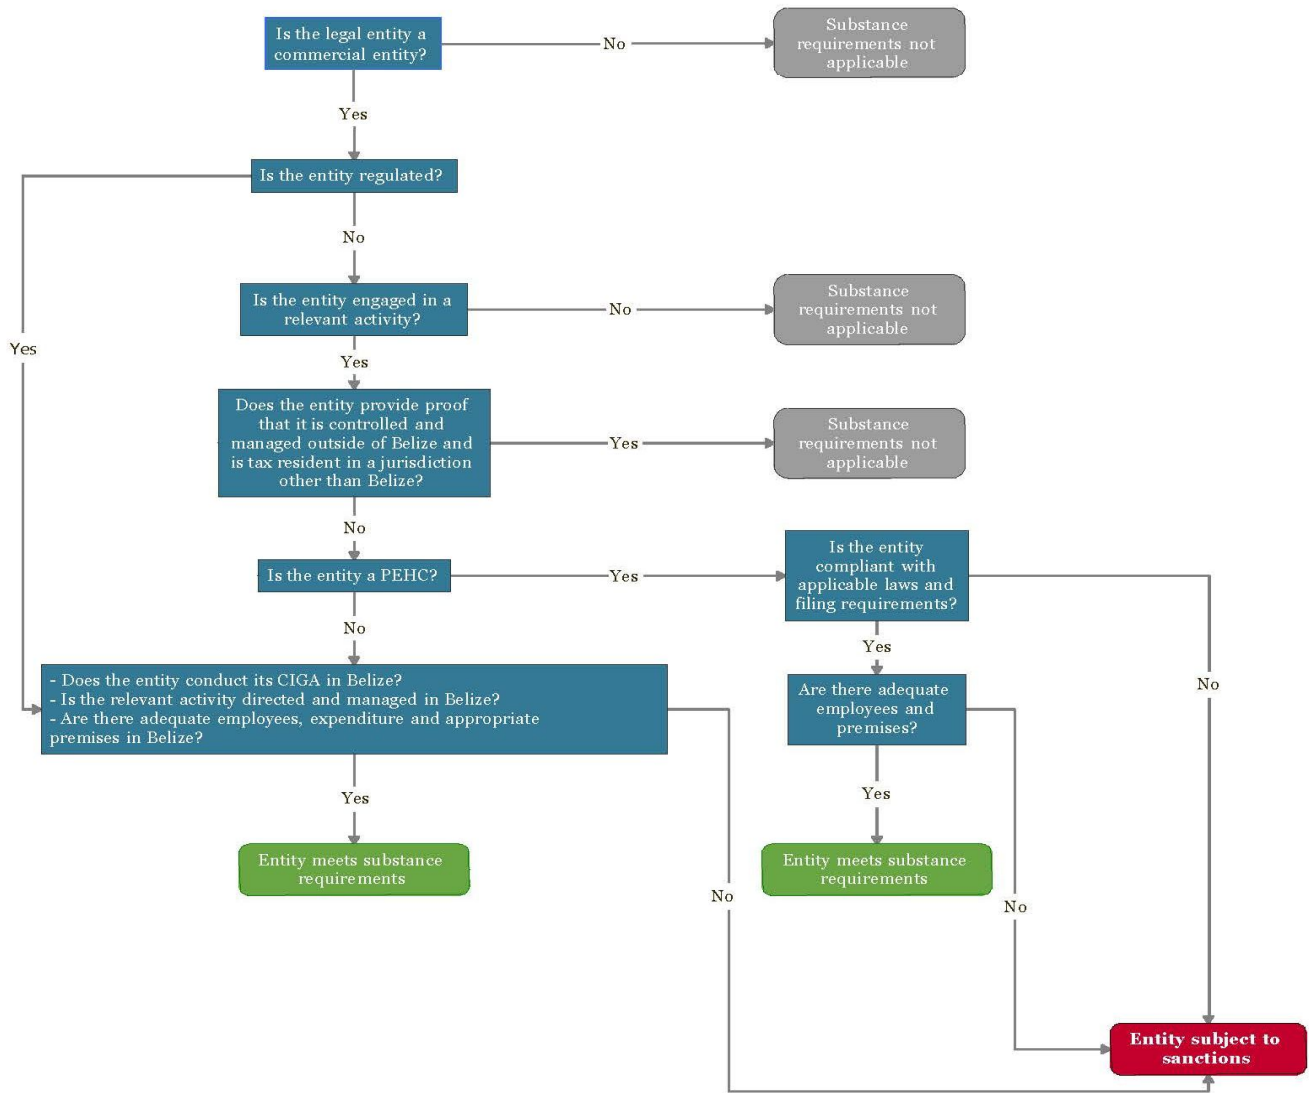 Is the legal entity a
commercial entity?
No
Substance
requirements not
applicable
Yes
Is the entity regulated?
No
Yes
Is the entity engaged in a
relevant activity?
No
Substance
requirements not
applicable
Yes
Does the entity provide proof
that it is controlled and
managed outside of Belize and
is tax resident in a jurisdiction
other than Belize?
Yes
Substance
requirements not
applicable
No
Is the entity a PEHC?
Yes
Is the entity
compliant with
applicable laws and
filing requirements?
No
Yes
No
- Does the entity conduct its CIGA in Belize?
- Is the relevant activity directed and managed in Belize?
- Are there adequate employees, expenditure and appropriate
premises in Belize?
Are there adequate
employees and
premises?
Yes
Yes
Entity meets substance
requirements
Entity meets substance
requirements
No
No
Entity subject to
sanctions